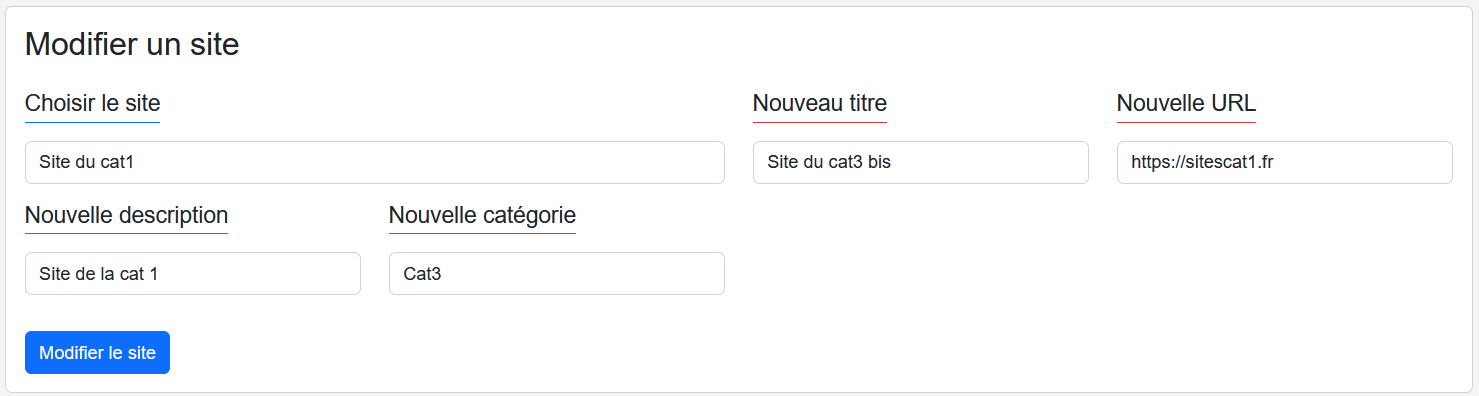 Modifier un site
Choisir le site
Nouveau titre
Nouvelle URL
Site du cat1
Site du cat3 bis
https://sitescat1.fr
Nouvelle description
Nouvelle catégorie
Site de la cat 1
Cat3
Modifier le site